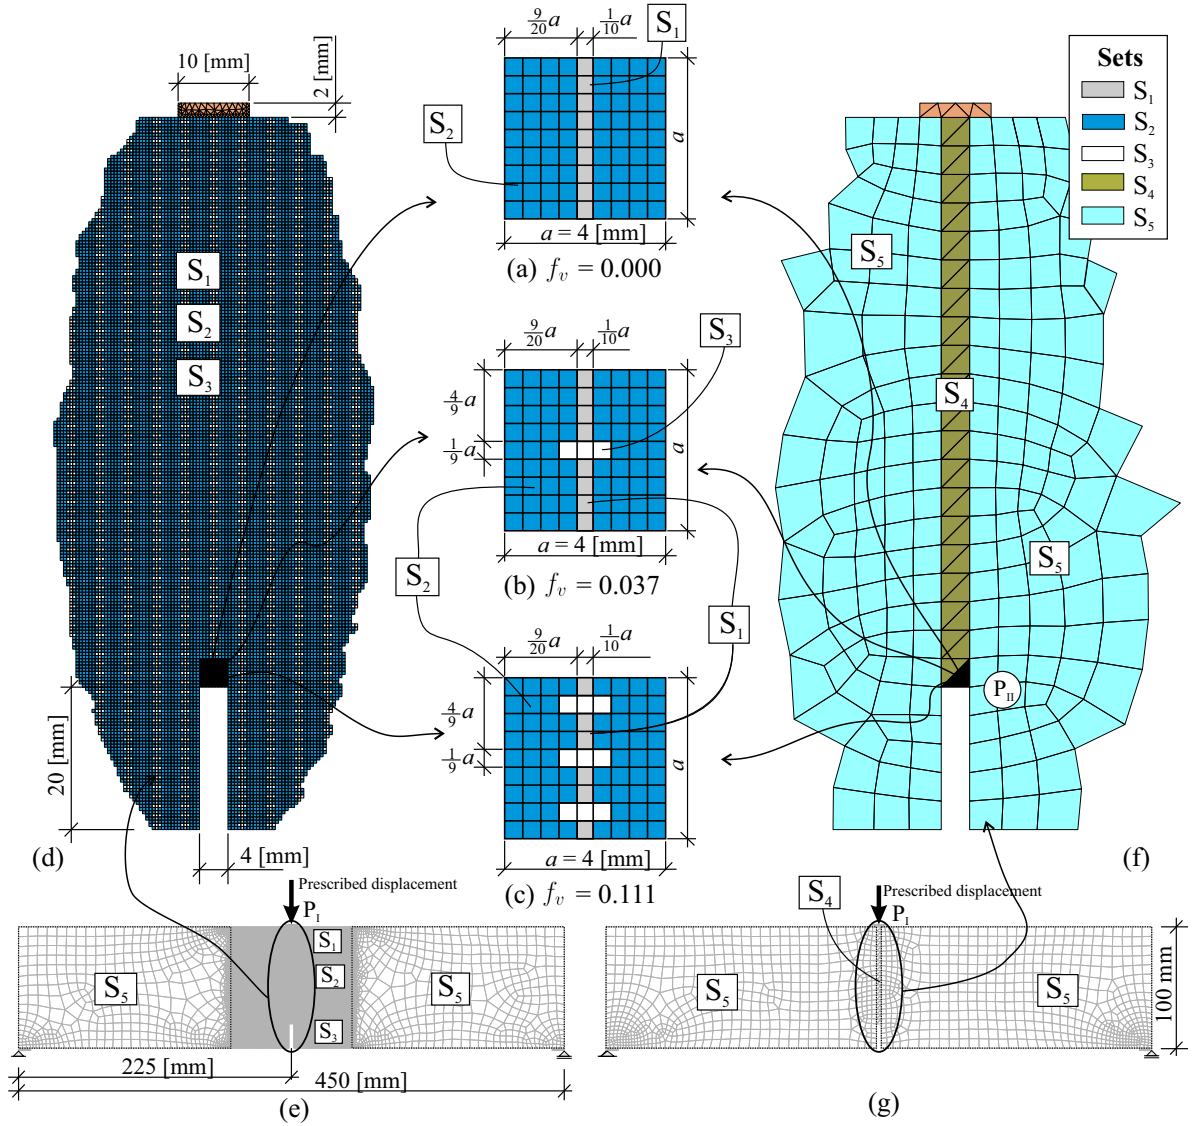 10 [mm]
2 [mm]
S₁
S₂
S₃
20 [mm]
4 [mm]
(d)
9/20 a
1/10 a
S₁
S₂
a
a = 4 [mm]
(a) f_v = 0.000
9/20 a
1/10 a
S₃
4/9 a
1/9 a
a
a = 4 [mm]
(b) f_v = 0.037
S₂
S₁
9/20 a
1/10 a
4/9 a
1/9 a
a
a = 4 [mm]
(c) f_v = 0.111
Sets
S₁
S₂
S₃
S₄
S₅
S₅
S₄
S₅
P_II
(f)
Prescribed displacement
P_I
S₁
S₂
S₃
S₅
S₅
225 [mm]
450 [mm]
(e)
S₄
Prescribed displacement
P_I
S₅
S₅
100 mm
(g)